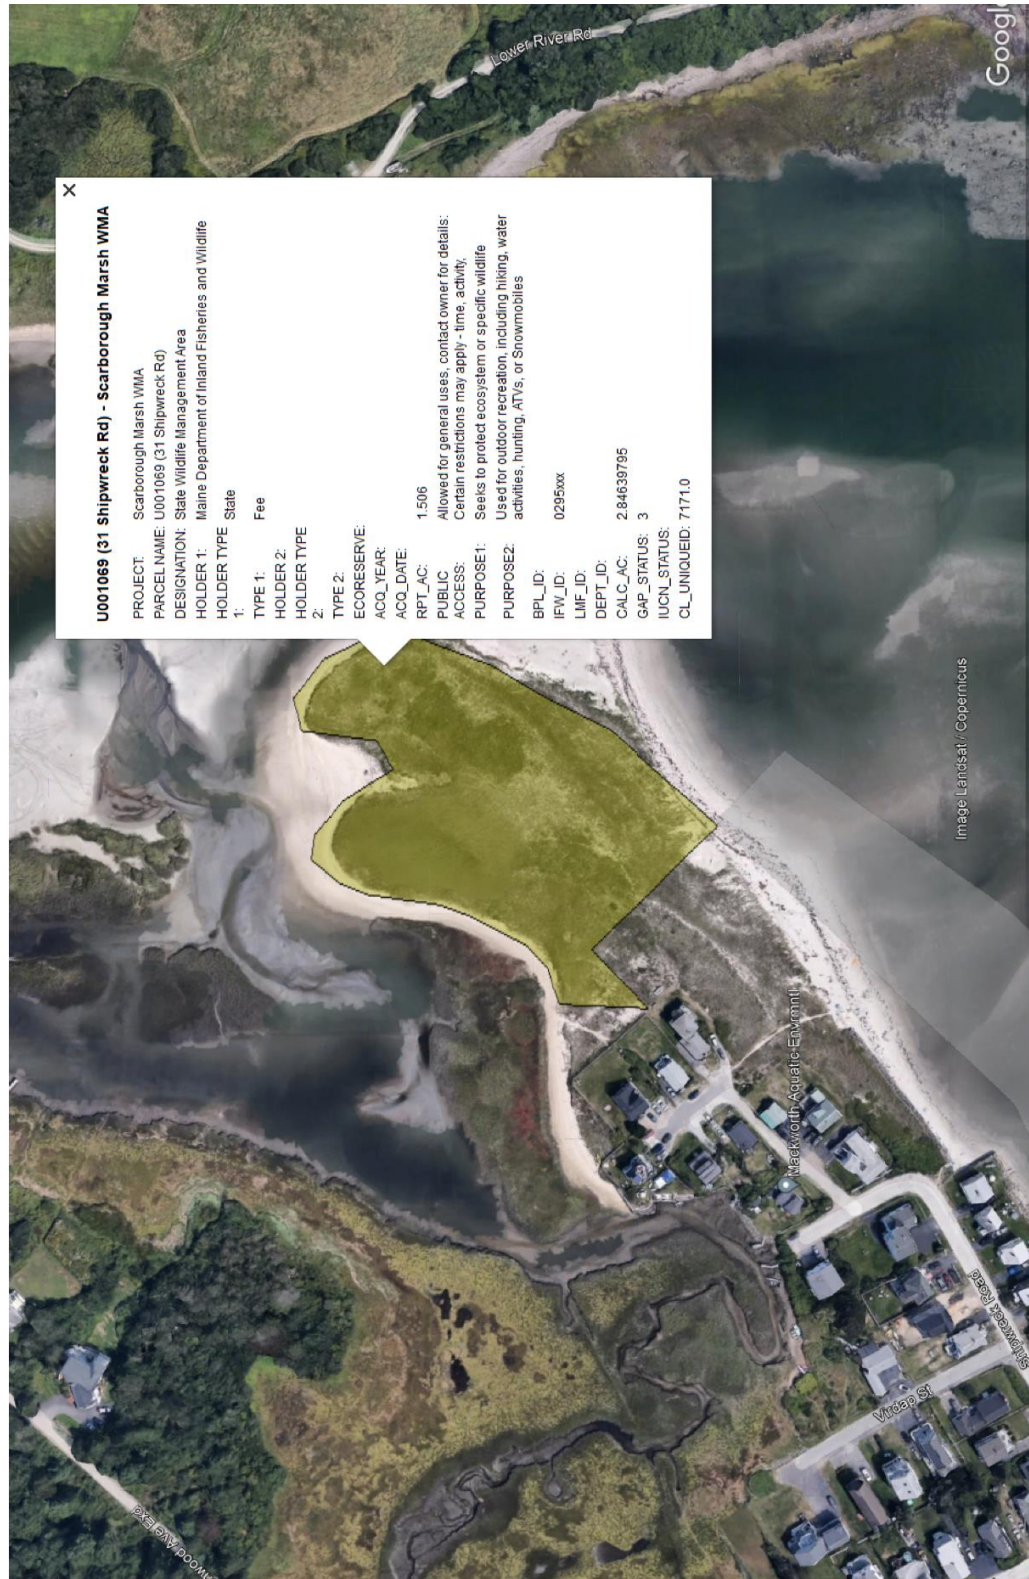 U001069 (31 Shipwreck Rd) - Scarborough Marsh WMA
PROJECT: Scarborough Marsh WMA
PARCEL NAME: U001069 (31 Shipwreck Rd)
DESIGNATION: State Wildlife Management Area
HOLDER 1: Maine Department of Inland Fisheries and Wildlife
HOLDER TYPE 1: State
TYPE 1: Fee
HOLDER 2:
HOLDER TYPE 2:
TYPE 2:
ECORESERVE:
ACQ_YEAR:
ACQ_DATE:
RPT_AC: 1.506
PUBLIC ACCESS: Allowed for general uses, contact owner for details:
Certain restrictions may apply - time, activity,
PURPOSE1: Seeks to protect ecosystem or specific wildlife
PURPOSE2: Used for outdoor recreation, including hiking, water
activities, hunting, ATVs, or Snowmobiles
BPL_ID:
IFW_ID: 0295xxx
LMF_ID:
DEPT_ID:
CALC_AC: 2.84639795
GAP_STATUS: 3
IUCN_STATUS:
CL_UNIQUEID: 7171.0
Lower River Rd
Google
Image Landsat / Copernicus
Mackworth Aquatic Envrmntl
Shipwreck Road
Virdap St
wood Ave Exd